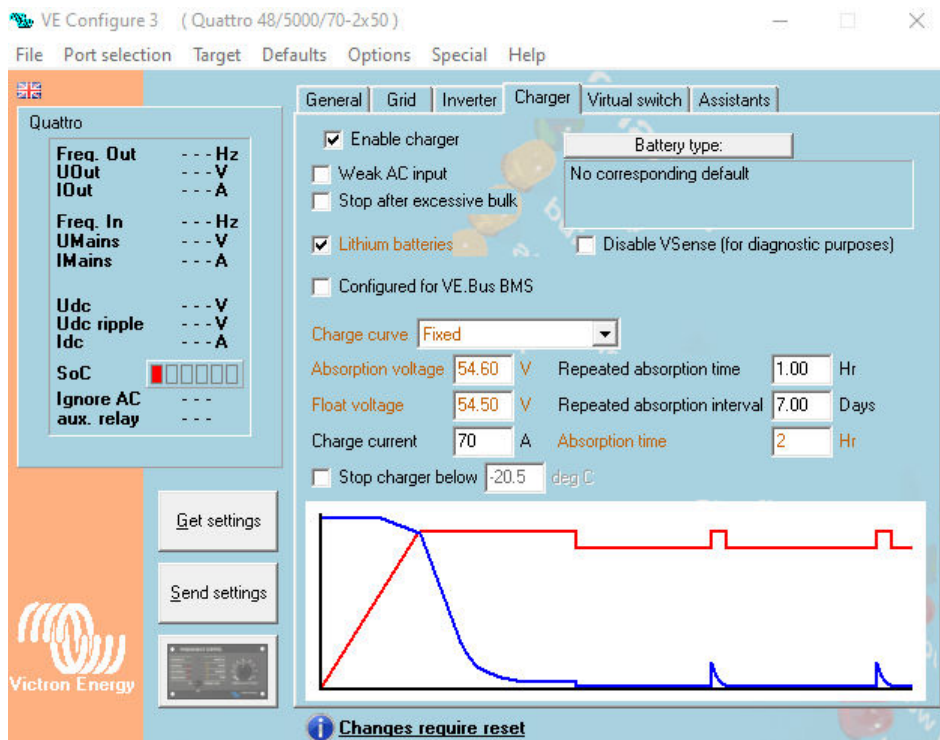 VE Configure 3 ( Quattro 48/5000/70-2x50 )
File Port selection Target Defaults Options Special Help
Quattro
Freq. Out - - - Hz
UOut - - - V
IOut - - - A
Freq. In - - - Hz
UMains - - - V
IMains - - - A
Udc - - - V
Udc ripple - - - V
Idc - - - A
SoC
Ignore AC - - -
aux. relay - - -
Get settings
Send settings
Victron Energy
General Grid Inverter Charger Virtual switch Assistants
Enable charger
Battery type:
Weak AC input
No corresponding default
Stop after excessive bulk
Lithium batteries
Disable VSense (for diagnostic purposes)
Configured for VE.Bus BMS
Charge curve Fixed
Absorption voltage 54.60 V Repeated absorption time 1.00 Hr
Float voltage 54.50 V Repeated absorption interval 7.00 Days
Charge current 70 A Absorption time 2 Hr
Stop charger below -20.5 deg C
Changes require reset